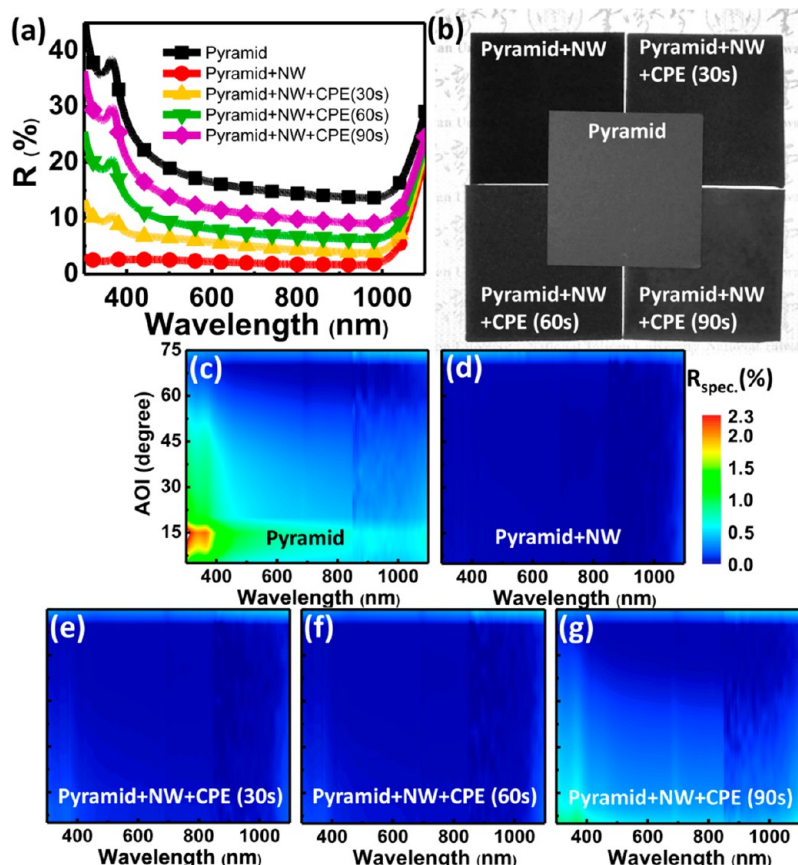 (a)
R (%)
40
30
20
10
0
Pyramid
Pyramid+NW
Pyramid+NW+CPE(30s)
Pyramid+NW+CPE(60s)
Pyramid+NW+CPE(90s)
400 600 800 1000
Wavelength (nm)
(b)
Pyramid+NW
Pyramid+NW
+CPE (30s)
Pyramid
Pyramid+NW
+CPE (60s)
Pyramid+NW
+CPE (90s)
(c)
AOI (degree)
75
60
45
30
15
Pyramid
400 600 800 1000
Wavelength (nm)
(d)
Pyramid+NW
400 600 800 1000
Wavelength (nm)
Rspec.(%)
2.3
2.0
1.5
1.0
0.5
0.0
(e)
Pyramid+NW+CPE (30s)
400 600 800 1000
Wavelength (nm)
(f)
Pyramid+NW+CPE (60s)
400 600 800 1000
Wavelength (nm)
(g)
Pyramid+NW+CPE (90s)
400 600 800 1000
Wavelength (nm)